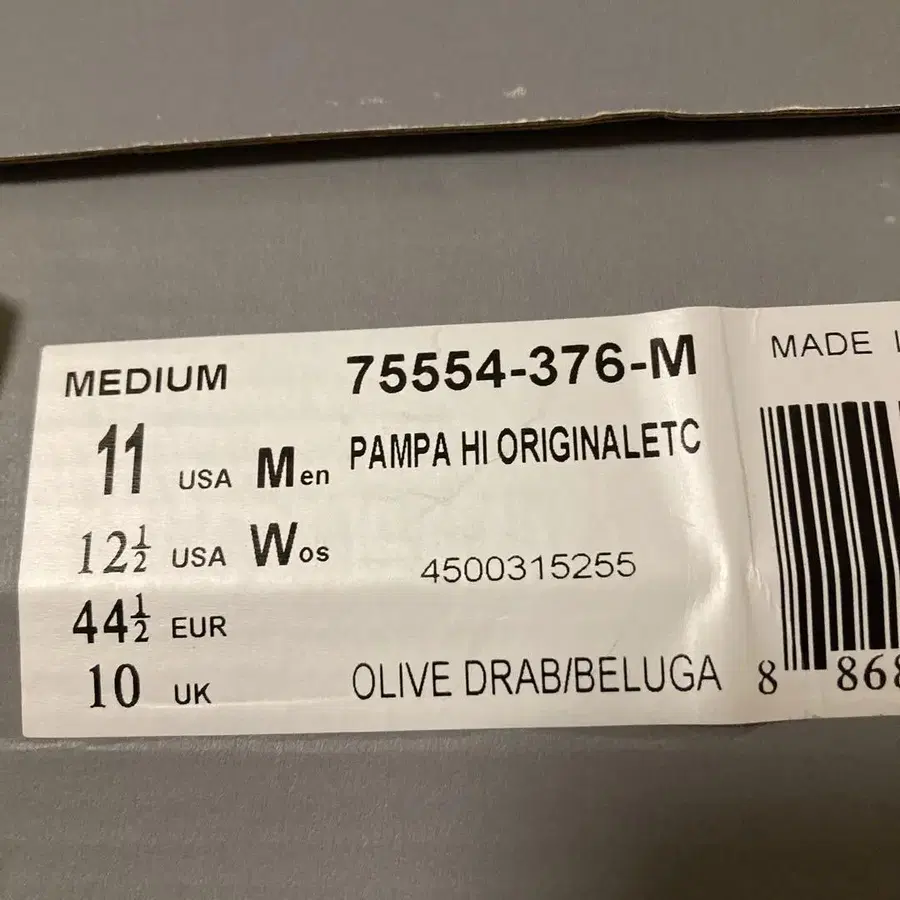 MEDIUM
75554-376-M
MADE
11 USA Men
PAMPA HI ORIGINALETC
12½ USA Wos
4500315255
44½ EUR
10 UK
OLIVE DRAB/BELUGA
8 868